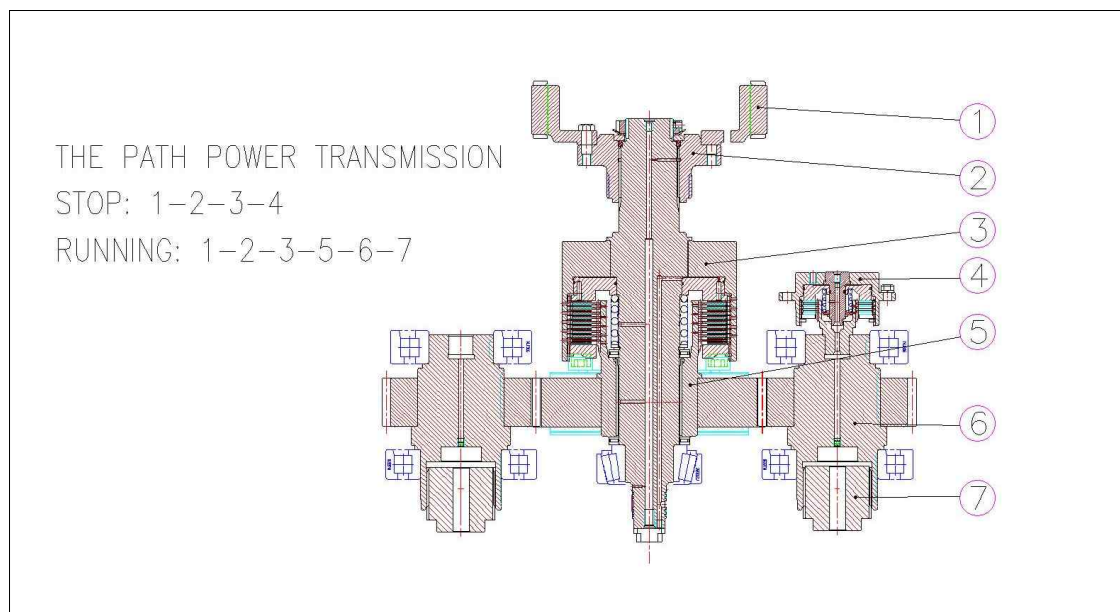 THE PATH POWER TRANSMISSION
STOP: 1-2-3-4
RUNNING: 1-2-3-5-6-7
1
2
3
4
5
6
7